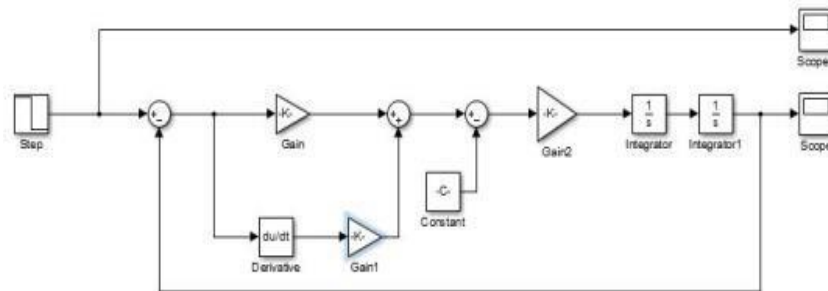 Scope
Step
-K-
Gain
-K-
Gain2
1
s
Integrator
1
s
Integrator1
Scope
-C-
Constant
du/dt
Derivative
-K-
Gain1